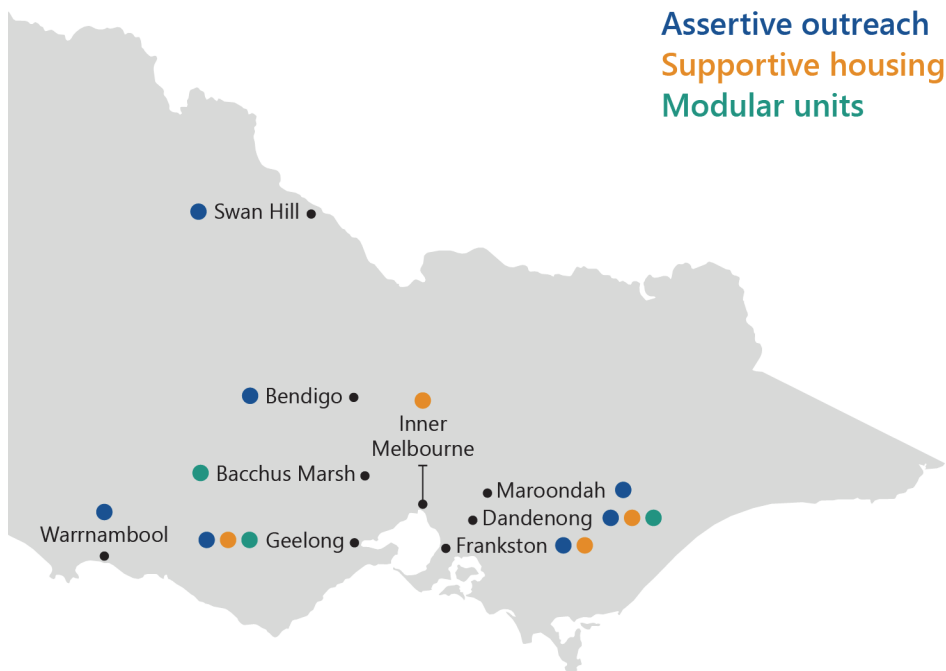 Assertive outreach
Supportive housing
Modular units
Swan Hill
Bendigo
Inner
Melbourne
Bacchus Marsh
Maroondah
Dandenong
Warrnambool
Geelong
Frankston